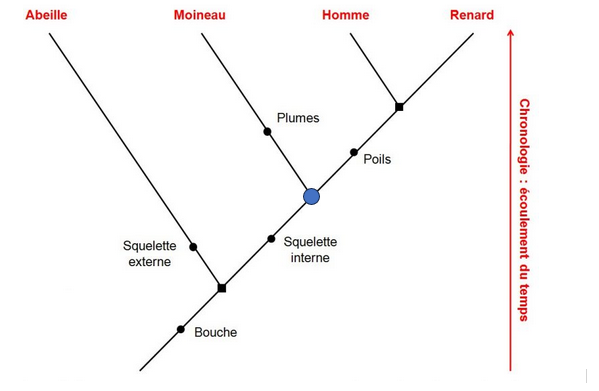 Abeille
Moineau
Homme
Renard
Plumes
Poils
Squelette
externe
Squelette
interne
Bouche
Chronologie : écoulement du temps